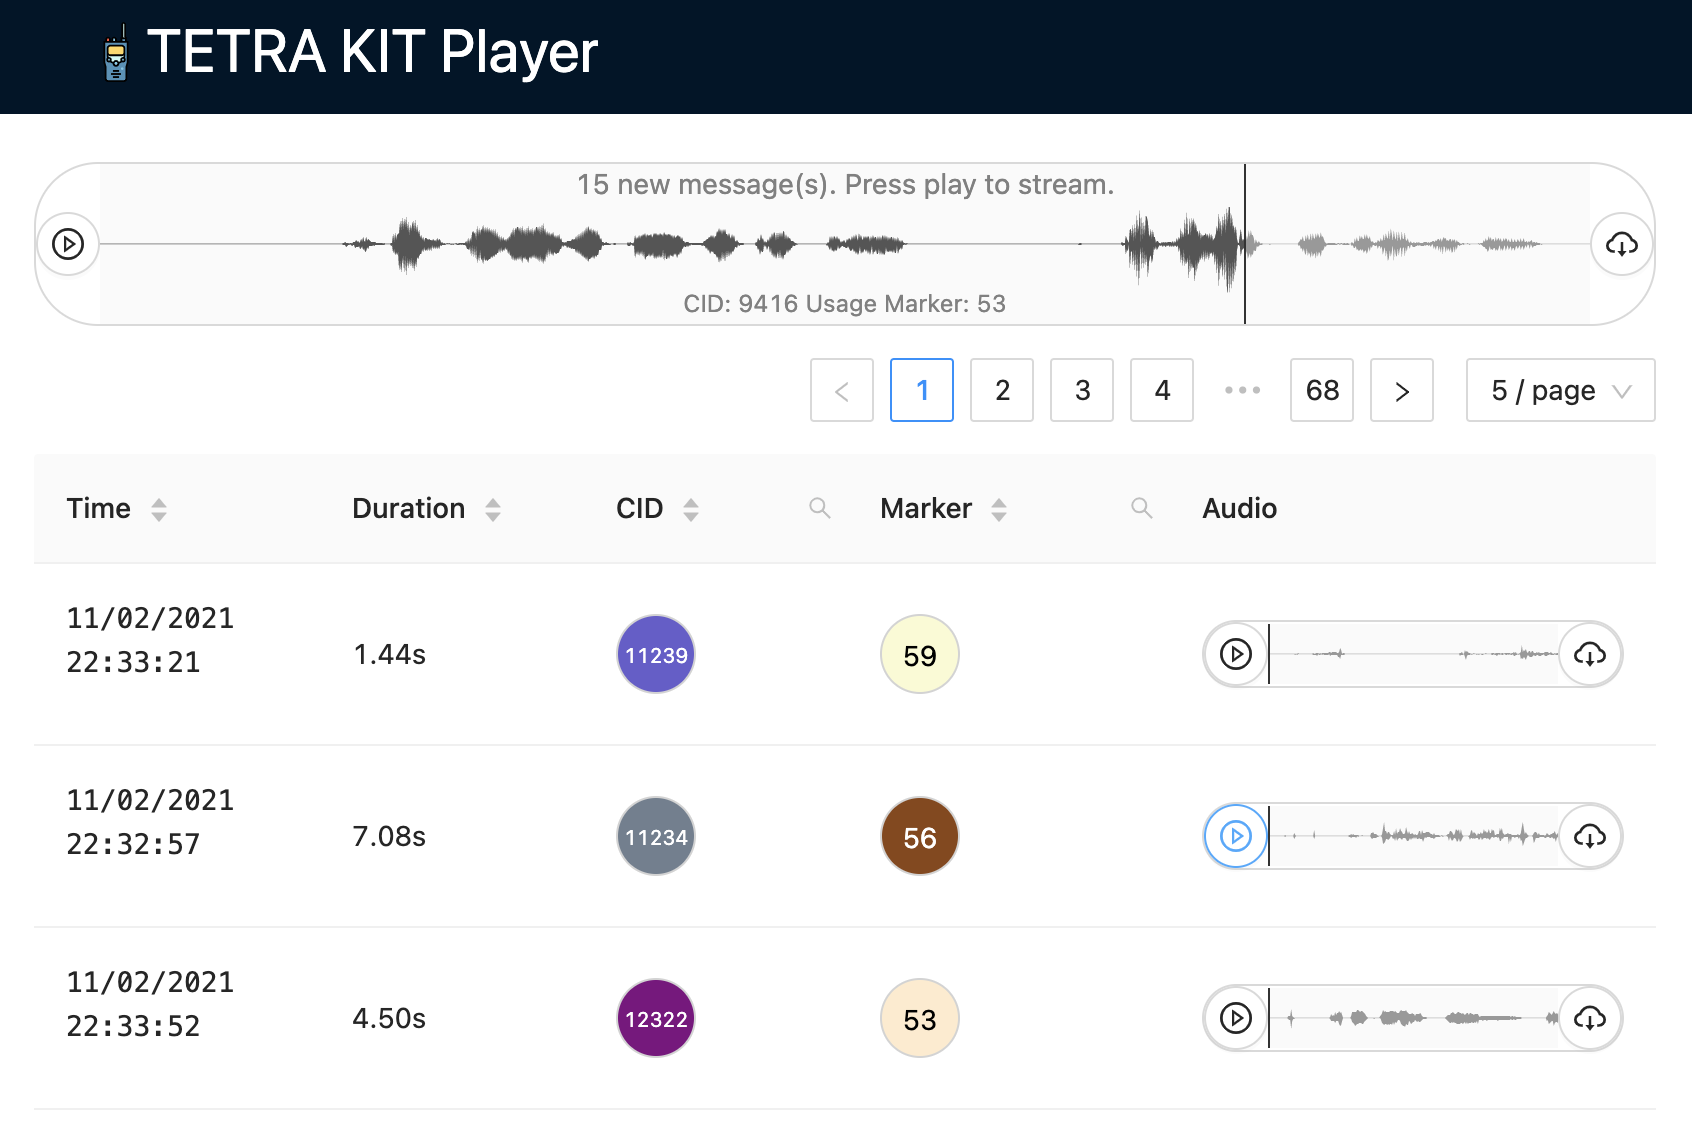 TETRA KIT Player
15 new message(s). Press play to stream.
CID: 9416 Usage Marker: 53
< 1 2 3 4 ••• 68 > 5 / page
Time Duration CID Marker Audio
11/02/2021
22:33:21
1.44s 11239 59
11/02/2021
22:32:57
7.08s 11234 56
11/02/2021
22:33:52
4.50s 12322 53